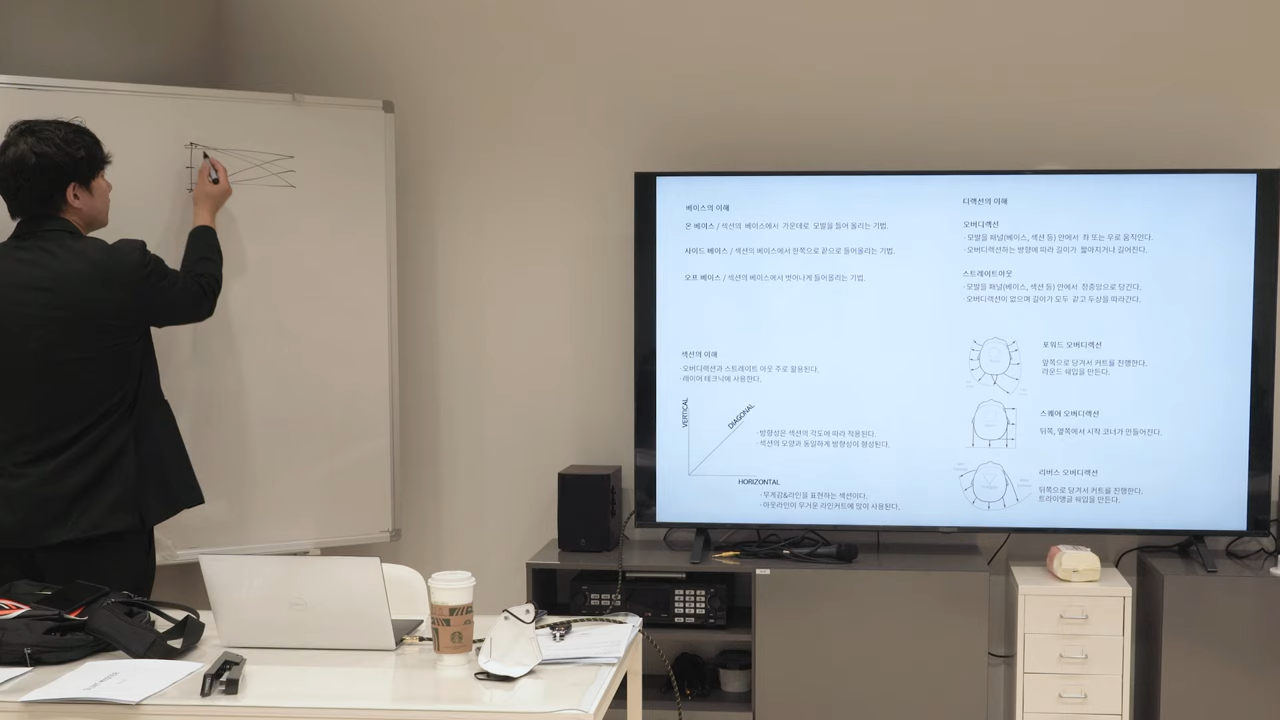 베이스의 이해
온 베이스 / 섹션의 베이스에서 가운데로 모발을 들어 올리는 기법.
사이드 베이스 / 섹션의 베이스에서 한쪽으로 끝으로 들어올리는 기법.
오프 베이스 / 섹션의 베이스에서 벗어나게 들어올리는 기법.
섹션의 이해
· 오버디렉션과 스트레이트 아웃 주로 활용된다.
· 레이어 테크닉에 사용한다.
VERTICAL
DIAGONAL
· 방향성은 섹션의 각도에 따라 적용된다.
· 섹션의 모양과 동일하게 방향성이 형성된다.
HORIZONTAL
· 무게감&라인을 표현하는 섹션이다.
· 아웃라인이 무거운 라인커트에 많이 사용된다.
디렉션의 이해
오버디렉션
· 모발을 패널(베이스, 섹션 등) 안에서 좌 또는 우로 움직인다.
· 오버디렉션하는 방향에 따라 길이가 짧아지거나 길어진다.
스트레이트아웃
· 모발을 패널(베이스, 섹션 등) 안에서 정중앙으로 당긴다.
· 오버디렉션이 없으며 길이가 모두 같고 두상을 따라간다.
포워드 오버디렉션
앞쪽으로 당겨서 커트를 진행한다.
라운드 쉐입을 만든다.
스퀘어 오버디렉션
뒤쪽, 옆쪽에서 시작 코너가 만들어진다.
리버스 오버디렉션
뒤쪽으로 당겨서 커트를 진행한다.
트라이앵글 쉐입을 만든다.